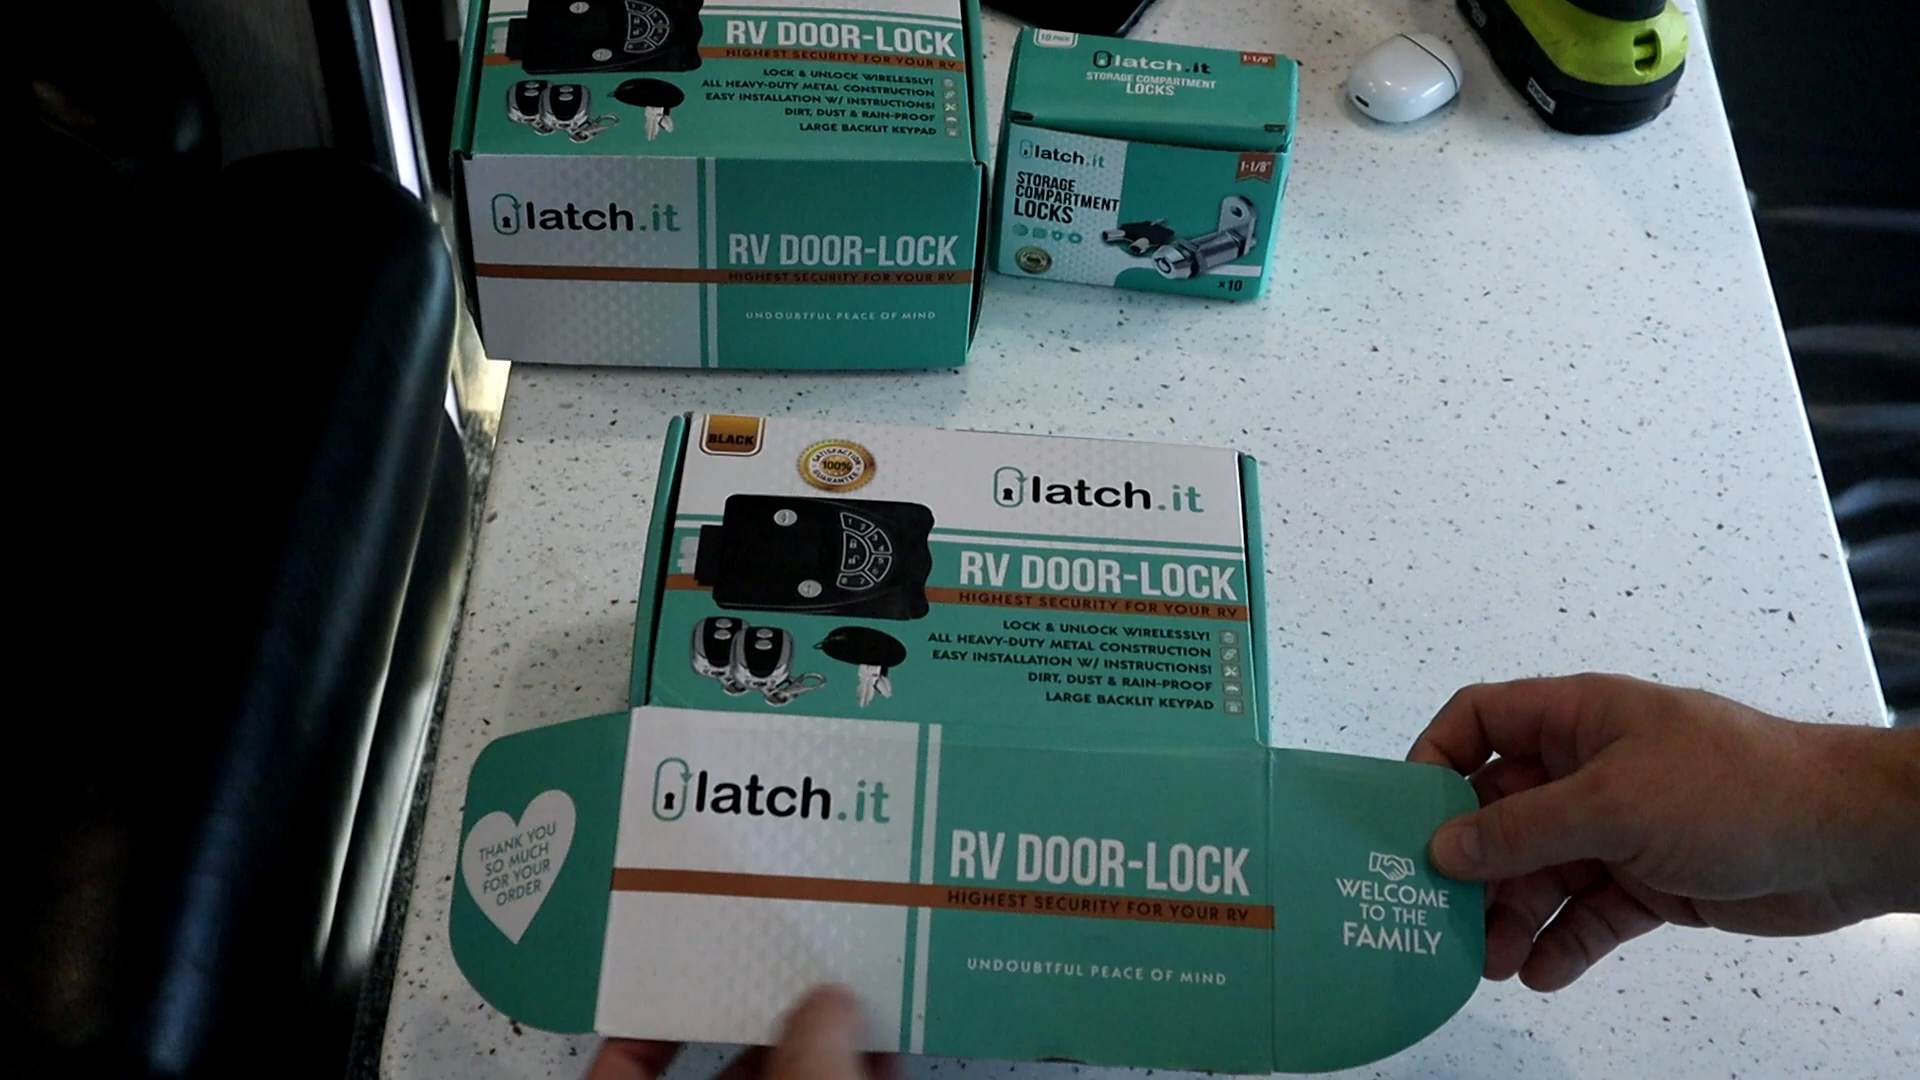 RV DOOR-LOCK
HIGHEST SECURITY FOR YOUR RV
LOCK & UNLOCK WIRELESSLY!
ALL HEAVY-DUTY METAL CONSTRUCTION
EASY INSTALLATION W/ INSTRUCTIONS!
DIRT, DUST & RAIN-PROOF
LARGE BACKLIT KEYPAD
latch.it
RV DOOR-LOCK
HIGHEST SECURITY FOR YOUR RV
UNDOUBTFUL PEACE OF MIND
10 PACK
latch.it
1-1/8"
STORAGE COMPARTMENT
LOCKS
latch.it
1-1/8"
STORAGE
COMPARTMENT
LOCKS
×10
BLACK
SATISFACTION
100%
GUARANTEE
latch.it
RV DOOR-LOCK
HIGHEST SECURITY FOR YOUR RV
LOCK & UNLOCK WIRELESSLY!
ALL HEAVY-DUTY METAL CONSTRUCTION
EASY INSTALLATION W/ INSTRUCTIONS!
DIRT, DUST & RAIN-PROOF
LARGE BACKLIT KEYPAD
latch.it
RV DOOR-LOCK
HIGHEST SECURITY FOR YOUR RV
UNDOUBTFUL PEACE OF MIND
THANK YOU
SO MUCH
FOR YOUR
ORDER
WELCOME
TO THE
FAMILY